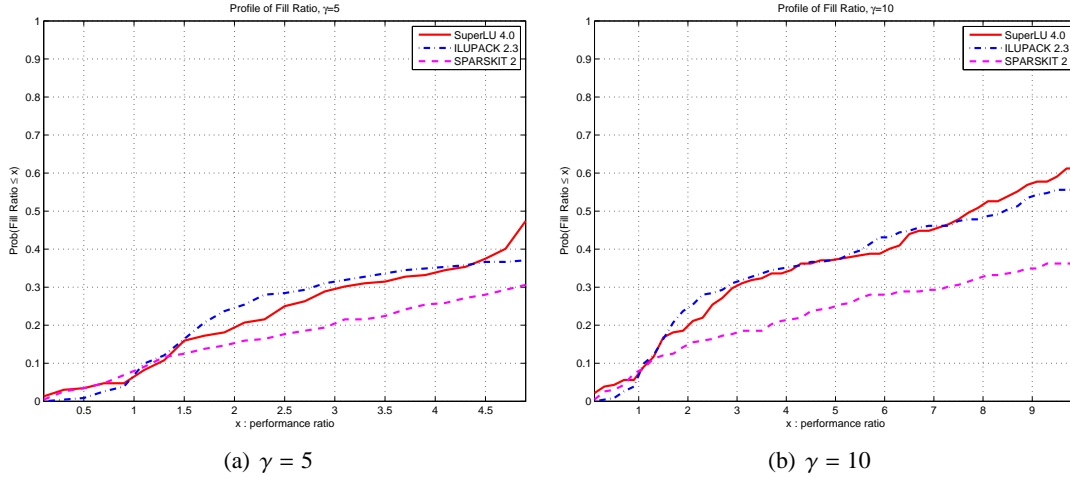 Profile of Fill Ratio, γ=5
SuperLU 4.0
ILUPACK 2.3
SPARSKIT 2
1
0.9
0.8
0.7
0.6
0.5
0.4
0.3
0.2
0.1
0
Prob(Fill Ratio ≤ x)
0.5 1 1.5 2 2.5 3 3.5 4 4.5
x : performance ratio
(a) γ = 5
Profile of Fill Ratio, γ=10
SuperLU 4.0
ILUPACK 2.3
SPARSKIT 2
1
0.9
0.8
0.7
0.6
0.5
0.4
0.3
0.2
0.1
0
Prob(Fill Ratio ≤ x)
1 2 3 4 5 6 7 8 9
x : performance ratio
(b) γ = 10